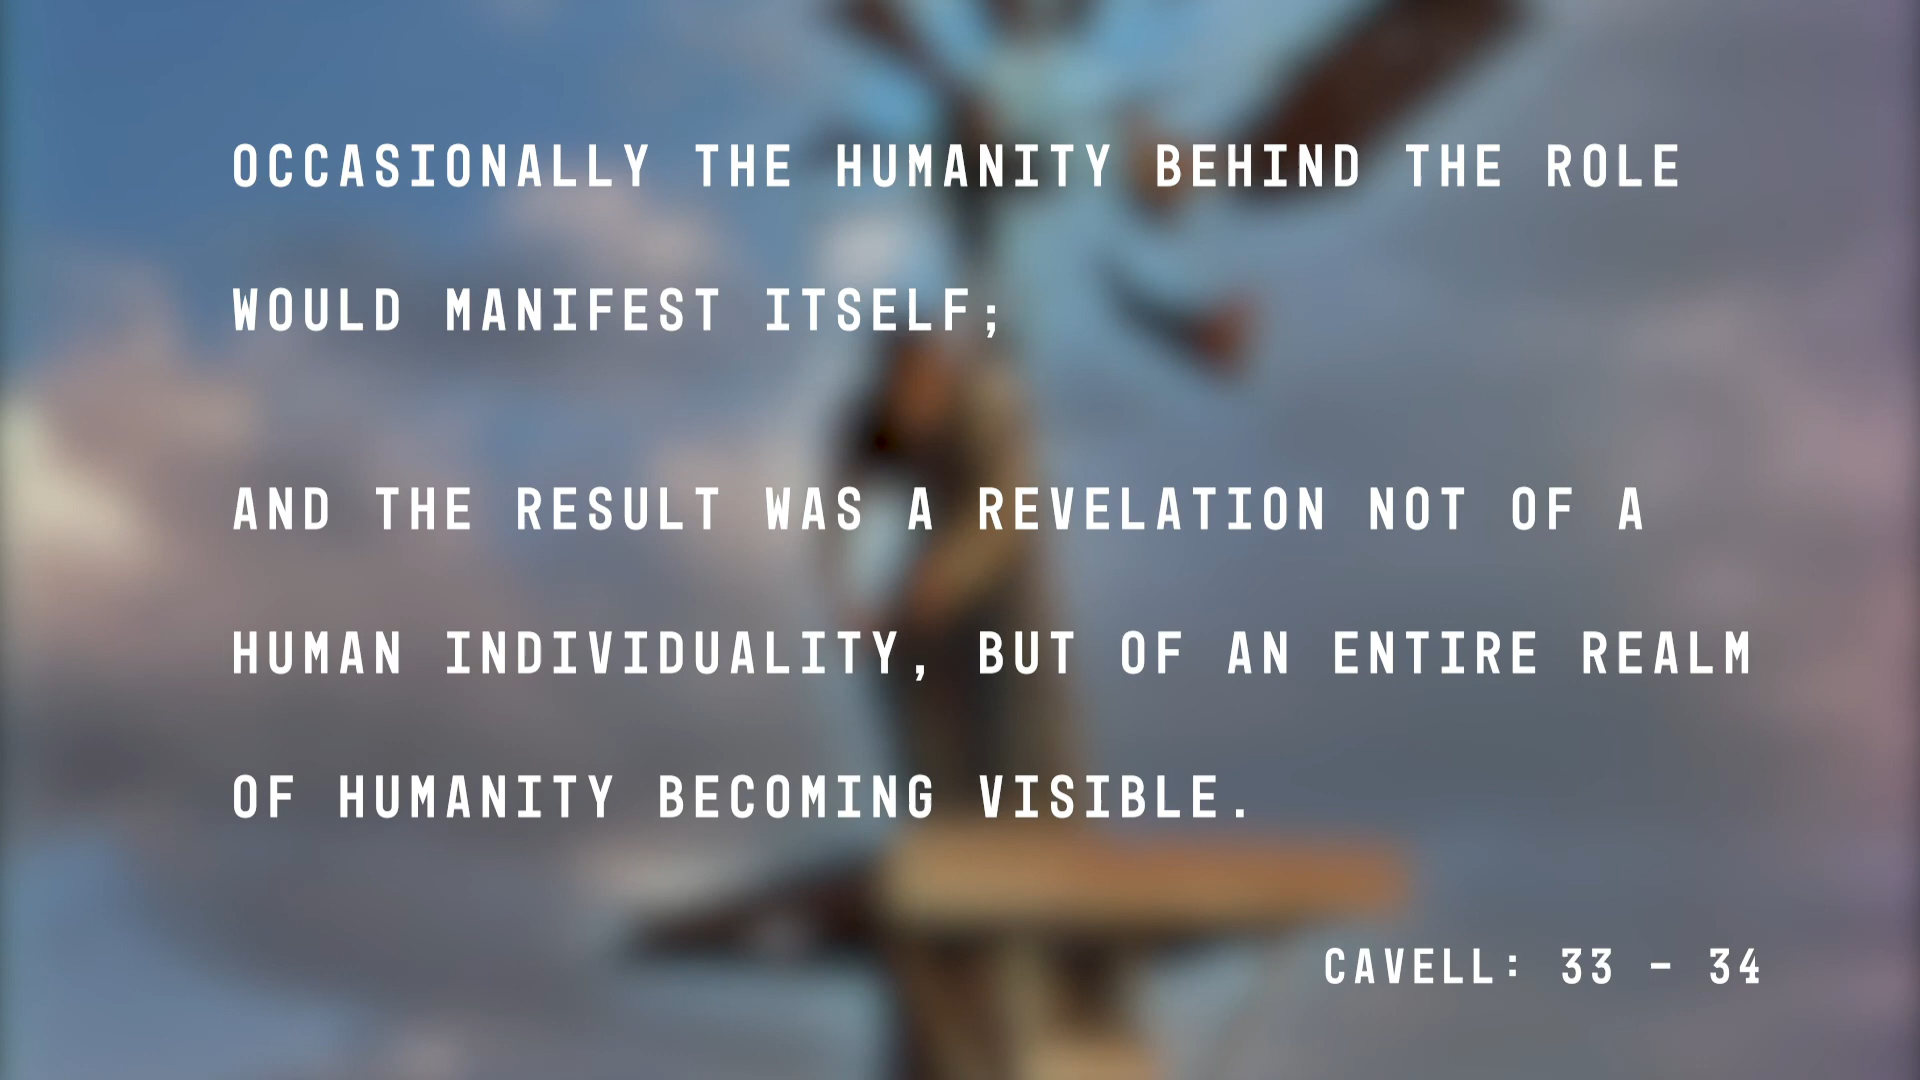 OCCASIONALLY THE HUMANITY BEHIND THE ROLE
WOULD MANIFEST ITSELF;
AND THE RESULT WAS A REVELATION NOT OF A
HUMAN INDIVIDUALITY, BUT OF AN ENTIRE REALM
OF HUMANITY BECOMING VISIBLE.
CAVELL: 33 - 34